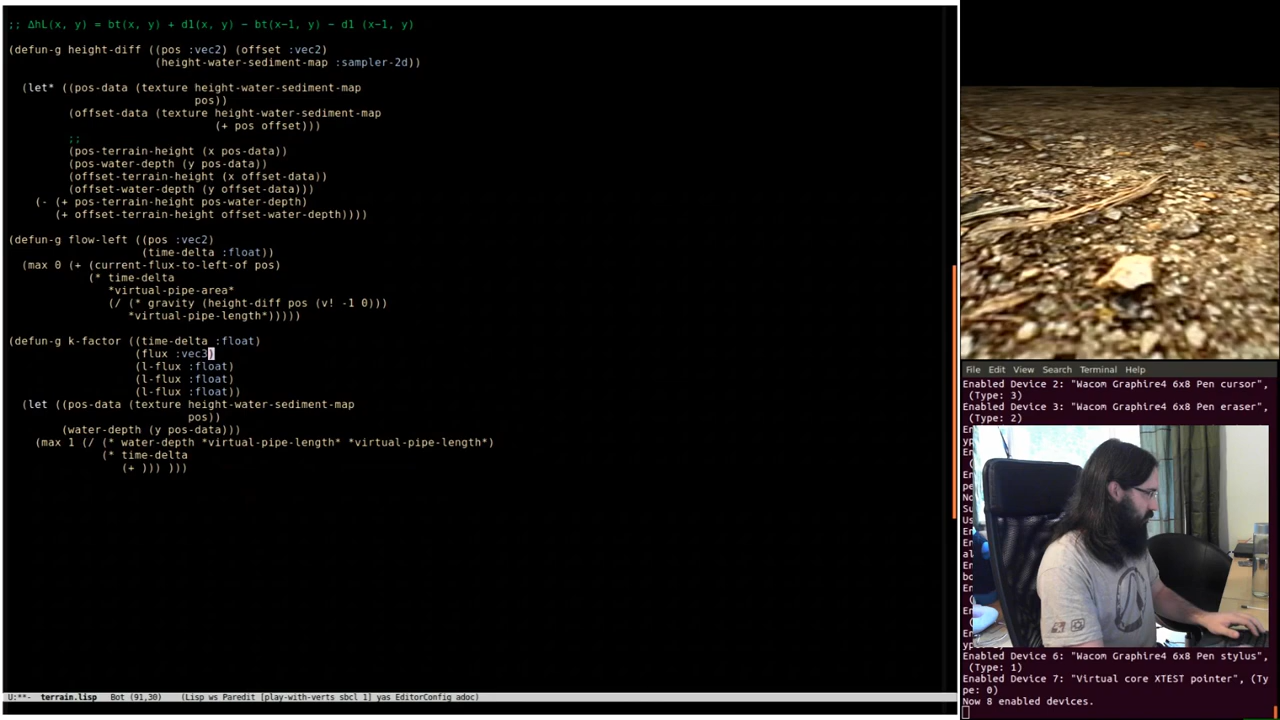 ;; ΔhL(x, y) = bt(x, y) + d1(x, y) − bt(x−1, y) − d1 (x−1, y)
(defun-g height-diff ((pos :vec2) (offset :vec2)
(height-water-sediment-map :sampler-2d))
(let* ((pos-data (texture height-water-sediment-map
pos))
(offset-data (texture height-water-sediment-map
(+ pos offset)))
;;
(pos-terrain-height (x pos-data))
(pos-water-depth (y pos-data))
(offset-terrain-height (x offset-data))
(offset-water-depth (y offset-data)))
(- (+ pos-terrain-height pos-water-depth)
(+ offset-terrain-height offset-water-depth))))
(defun-g flow-left ((pos :vec2)
(time-delta :float))
(max 0 (+ (current-flux-to-left-of pos)
(* time-delta
*virtual-pipe-area*
(/ (* gravity (height-diff pos (v! -1 0)))
*virtual-pipe-length*)))))
(defun-g k-factor ((time-delta :float)
(flux :vec3)
(l-flux :float)
(l-flux :float)
(l-flux :float))
(let ((pos-data (texture height-water-sediment-map
pos))
(water-depth (y pos-data)))
(max 1 (/ (* water-depth *virtual-pipe-length* *virtual-pipe-length*)
(* time-delta
(+ ))) )))
U:**- terrain.lisp Bot (91,30) (Lisp ws Paredit [play-with-verts sbcl 1] yas EditorConfig adoc)
File Edit View Search Terminal Help
Enabled Device 2: "Wacom Graphire4 6x8 Pen cursor",
(Type: 3)
Enabled Device 3: "Wacom Graphire4 6x8 Pen eraser",
(Type: 2)
Enabled Device 6: "Wacom Graphire4 6x8 Pen stylus",
(Type: 1)
Enabled Device 7: "Virtual core XTEST pointer", (Ty
pe: 0)
Now 8 enabled devices.